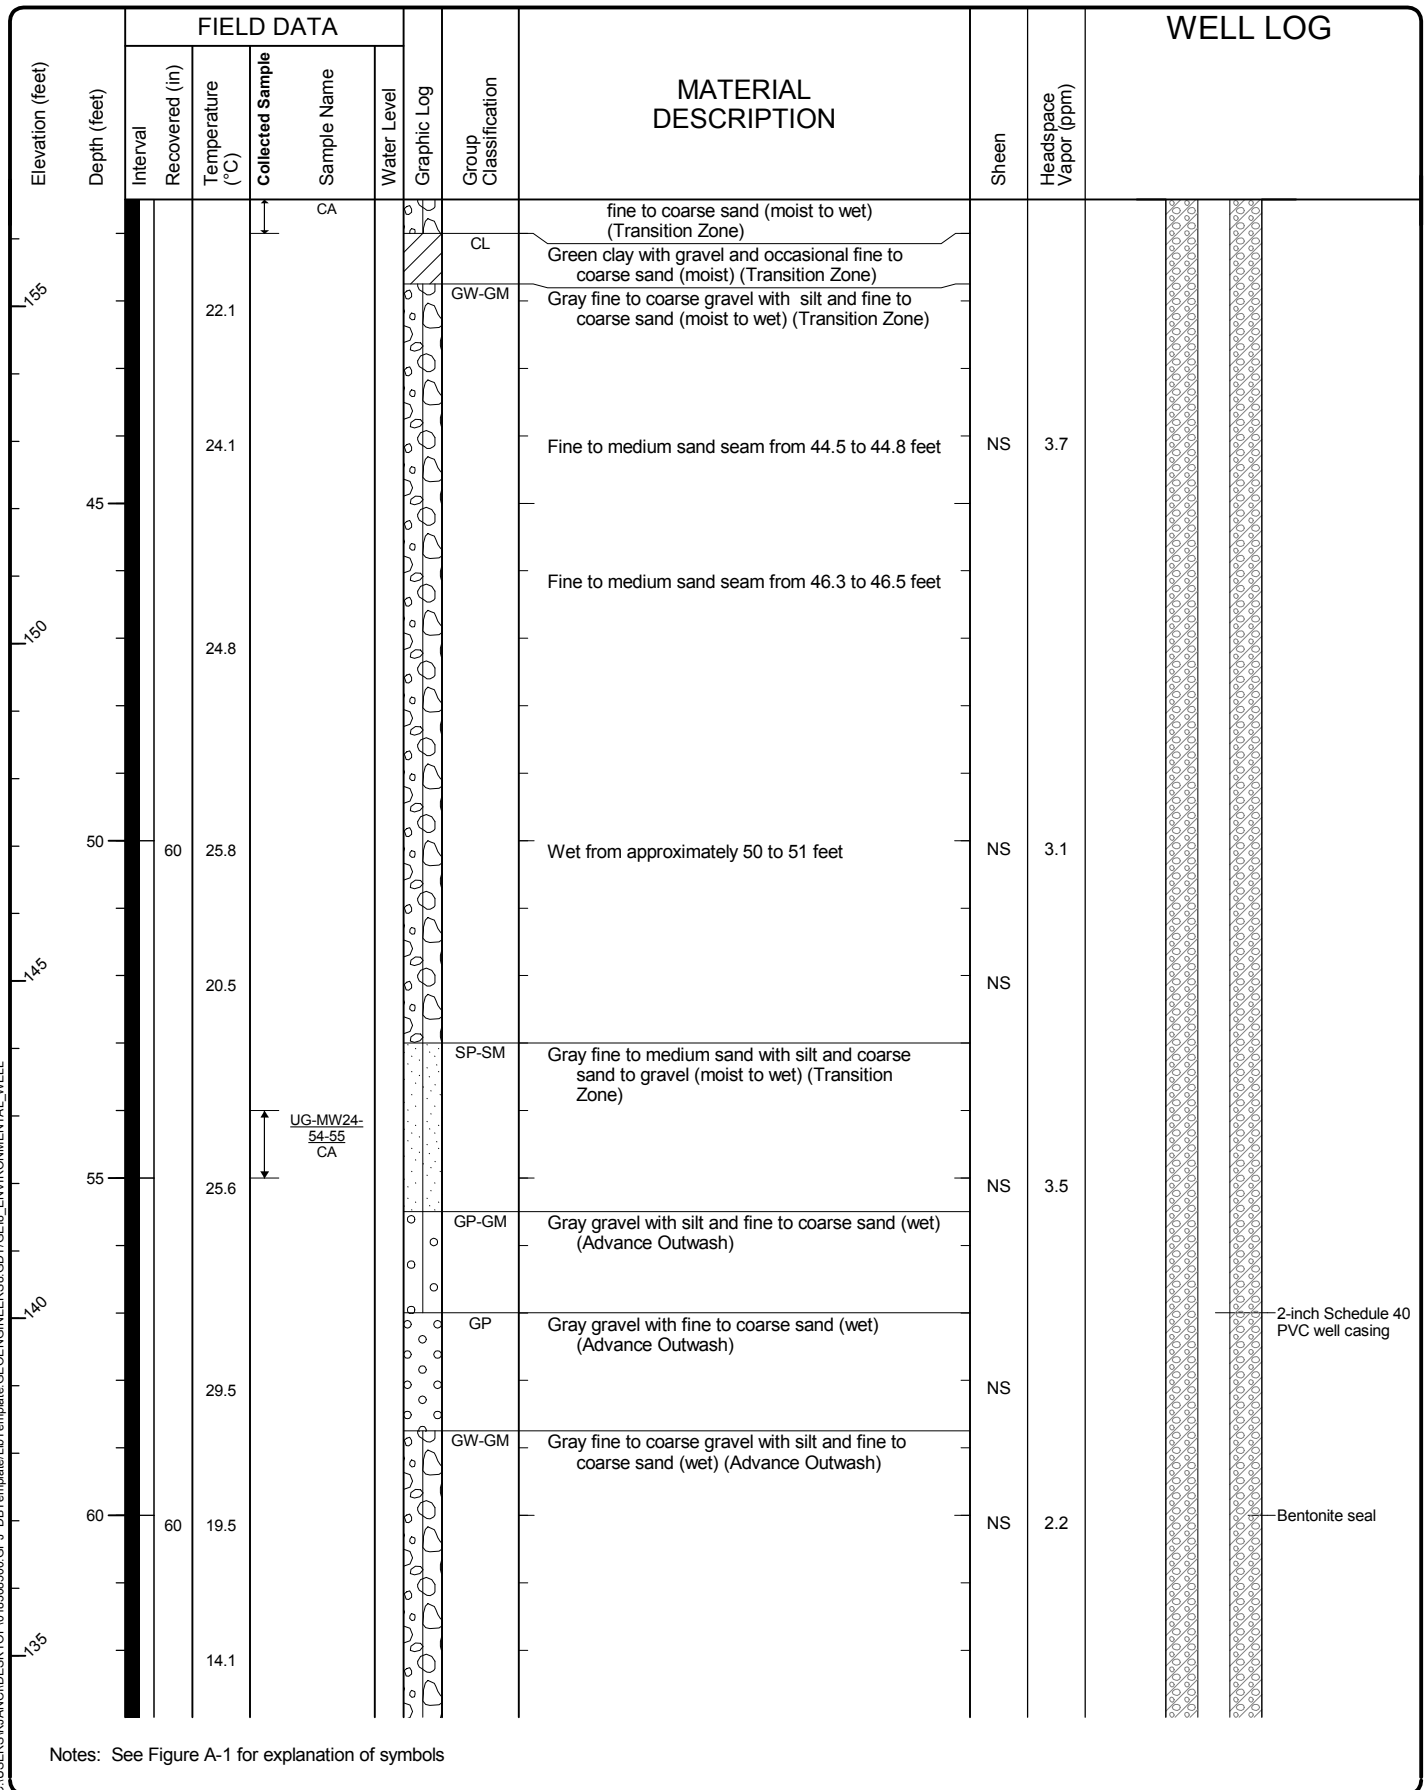 FIELD DATA
WELL LOG
Elevation (feet)
Depth (feet)
Interval
Recovered (in)
Temperature
(°C)
Collected Sample
Sample Name
Water Level
Graphic Log
Group
Classification
MATERIAL
DESCRIPTION
Sheen
Headspace
Vapor (ppm)
CA
fine to coarse sand (moist to wet)
(Transition Zone)
CL
Green clay with gravel and occasional fine to
coarse sand (moist) (Transition Zone)
155
22.1
GW-GM
Gray fine to coarse gravel with  silt and fine to
coarse sand (moist to wet) (Transition Zone)
24.1
Fine to medium sand seam from 44.5 to 44.8 feet
NS
3.7
45
Fine to medium sand seam from 46.3 to 46.5 feet
150
24.8
50
60
25.8
Wet from approximately 50 to 51 feet
NS
3.1
145
20.5
NS
SP-SM
Gray fine to medium sand with silt and coarse
sand to gravel (moist to wet) (Transition
Zone)
UG-MW24-
54-55
CA
55
25.6
NS
3.5
GP-GM
Gray gravel with silt and fine to coarse sand (wet)
(Advance Outwash)
140
GP
Gray gravel with fine to coarse sand (wet)
(Advance Outwash)
2-inch Schedule 40
PVC well casing
29.5
NS
GW-GM
Gray fine to coarse gravel with silt and fine to
coarse sand (wet) (Advance Outwash)
60
60
19.5
NS
2.2
Bentonite seal
135
14.1
Notes:  See Figure A-1 for explanation of symbols